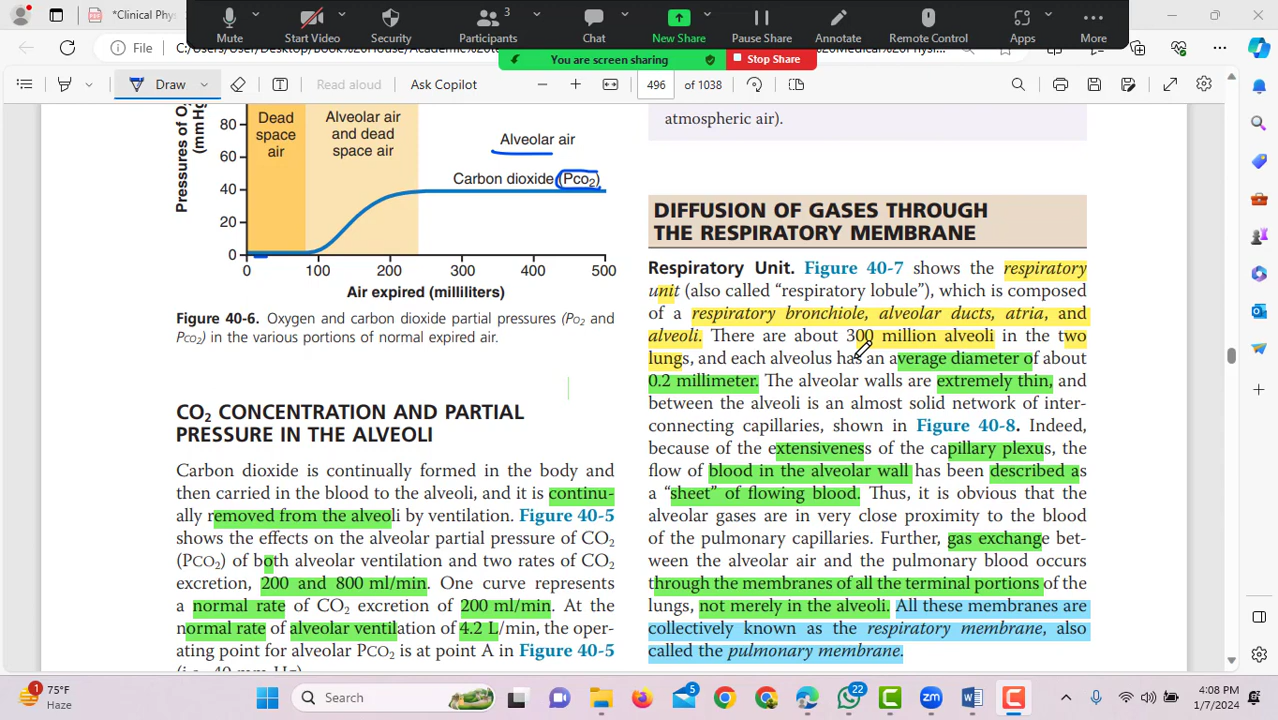 *Clinical Phy
3
Mute
Start Video
Security
Participants
Chat
New Share
Pause Share
Annotate
Remote Control
Apps
More
File
You are screen sharing
Stop Share
Draw
Read aloud
Ask Copilot
496 of 1038
Pressures of O
(mm Hg)
80
60
40
20
0
Dead
space
air
Alveolar air
and dead
space air
Alveolar air
Carbon dioxide (Pco2)
0 100 200 300 400 500
Air expired (milliliters)
Figure 40-6. Oxygen and carbon dioxide partial pressures (PO2 and
PCO2) in the various portions of normal expired air.
CO2 CONCENTRATION AND PARTIAL
PRESSURE IN THE ALVEOLI
Carbon dioxide is continually formed in the body and
then carried in the blood to the alveoli, and it is continu-
ally removed from the alveoli by ventilation. Figure 40-5
shows the effects on the alveolar partial pressure of CO2
(PCO2) of both alveolar ventilation and two rates of CO2
excretion, 200 and 800 ml/min. One curve represents
a normal rate of CO2 excretion of 200 ml/min. At the
normal rate of alveolar ventilation of 4.2 L/min, the oper-
ating point for alveolar PCO2 is at point A in Figure 40-5
(i.e., 40 mm Hg).
atmospheric air).
DIFFUSION OF GASES THROUGH
THE RESPIRATORY MEMBRANE
Respiratory Unit. Figure 40-7 shows the respiratory
unit (also called “respiratory lobule”), which is composed
of a respiratory bronchiole, alveolar ducts, atria, and
alveoli. There are about 300 million alveoli in the two
lungs, and each alveolus has an average diameter of about
0.2 millimeter. The alveolar walls are extremely thin, and
between the alveoli is an almost solid network of inter-
connecting capillaries, shown in Figure 40-8. Indeed,
because of the extensiveness of the capillary plexus, the
flow of blood in the alveolar wall has been described as
a “sheet” of flowing blood. Thus, it is obvious that the
alveolar gases are in very close proximity to the blood
of the pulmonary capillaries. Further, gas exchange bet-
ween the alveolar air and the pulmonary blood occurs
through the membranes of all the terminal portions of the
lungs, not merely in the alveoli. All these membranes are
collectively known as the respiratory membrane, also
called the pulmonary membrane.
1
75°F
Haze
Search
5
22
zm
4:08 PM
1/7/2024